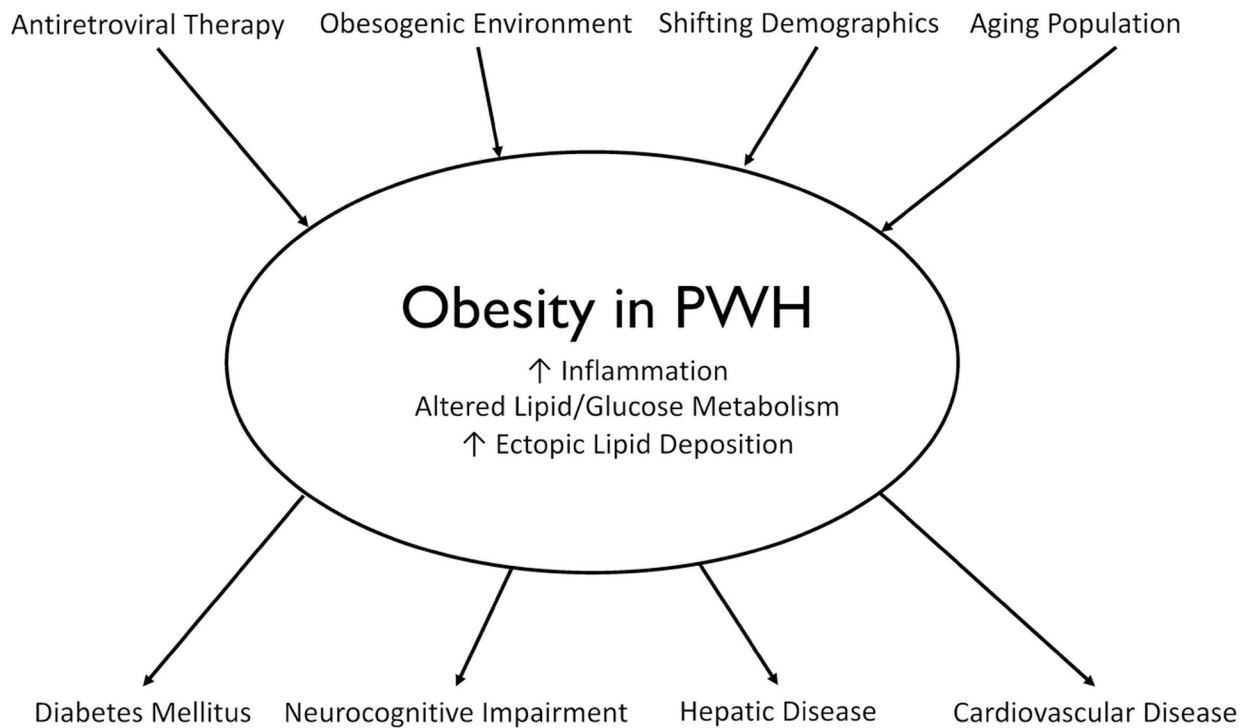 Antiretroviral Therapy
Obesogenic Environment
Shifting Demographics
Aging Population
Obesity in PWH
↑ Inflammation
Altered Lipid/Glucose Metabolism
↑ Ectopic Lipid Deposition
Diabetes Mellitus
Neurocognitive Impairment
Hepatic Disease
Cardiovascular Disease